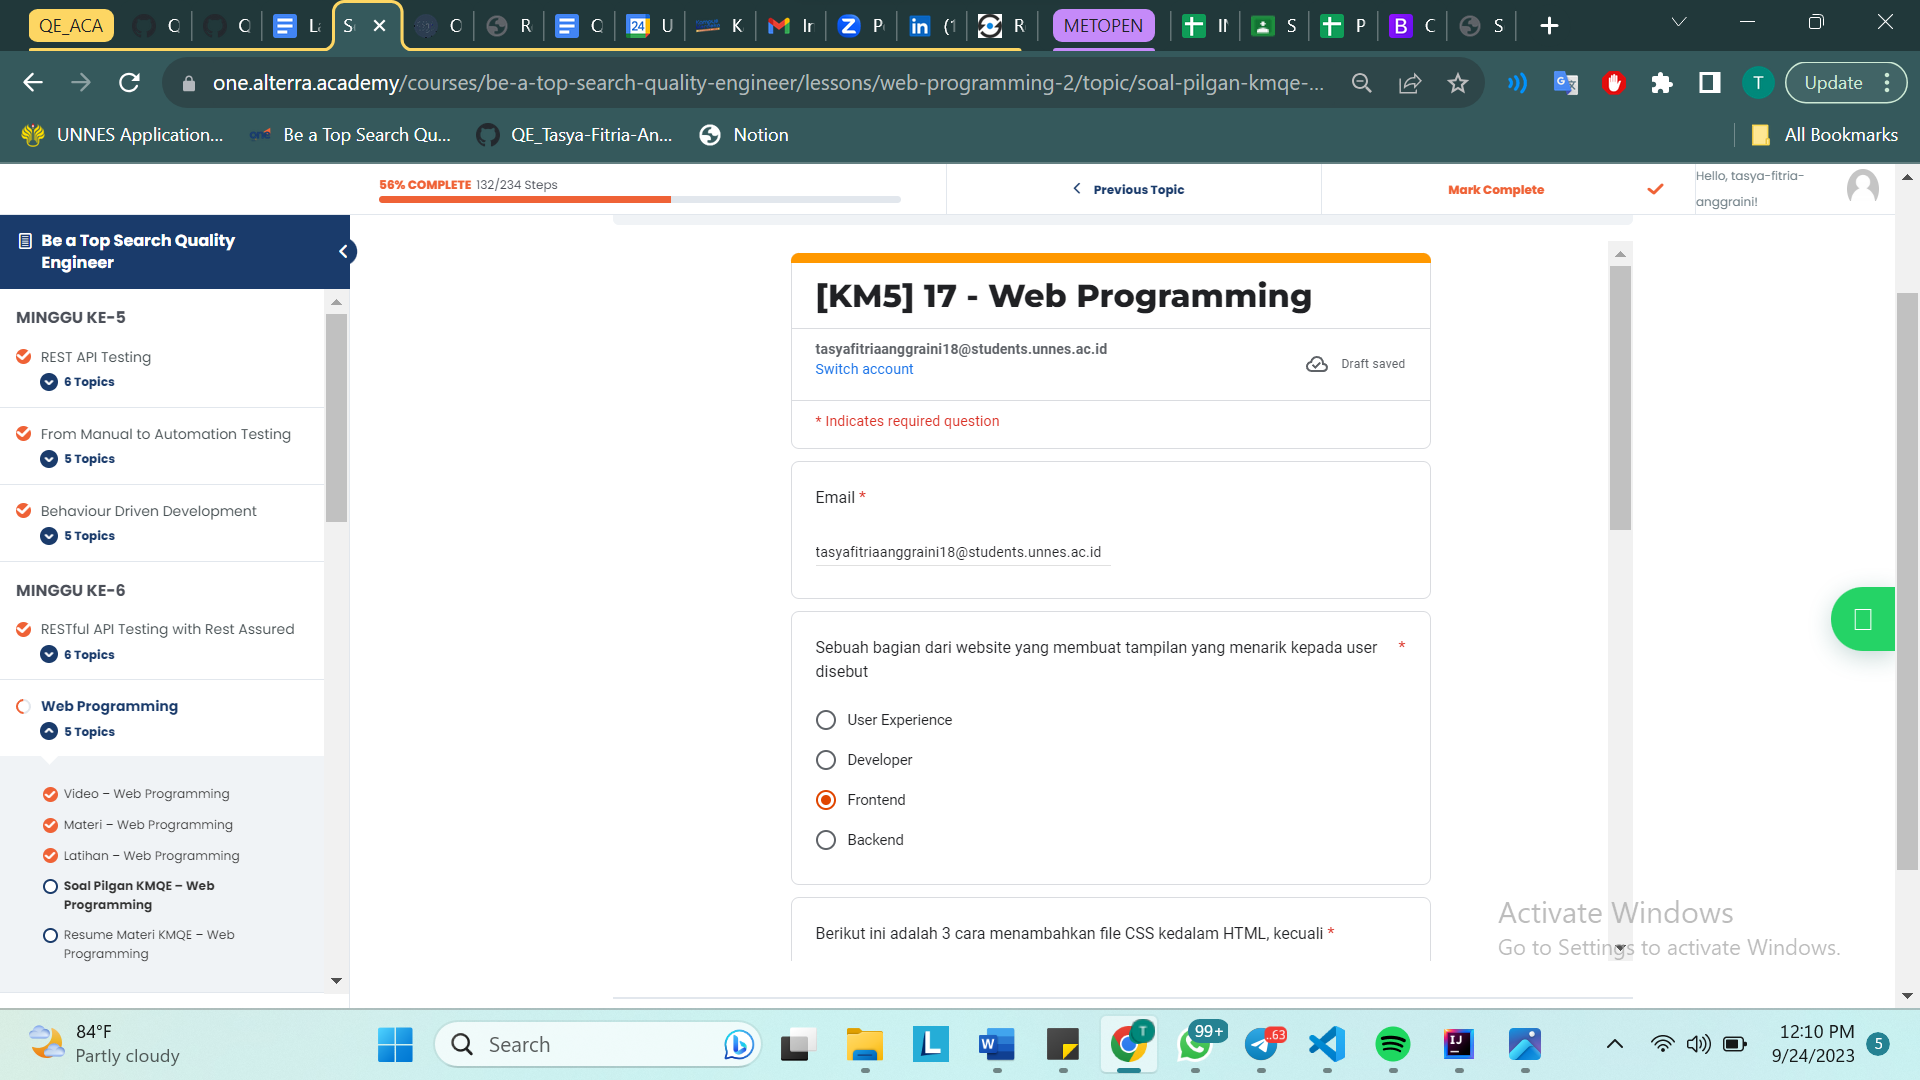 QE_ACA
METOPEN
one.alterra.academy/courses/be-a-top-search-quality-engineer/lessons/web-programming-2/topic/soal-pilgan-kmqe-...
T
Update
UNNES Application...
Be a Top Search Qu...
QE_Tasya-Fitria-An...
Notion
All Bookmarks
56% COMPLETE 132/234 Steps
Previous Topic
Mark Complete
Hello, tasya-fitria-
anggraini!
Be a Top Search Quality
Engineer
MINGGU KE-5
REST API Testing
6 Topics
From Manual to Automation Testing
5 Topics
Behaviour Driven Development
5 Topics
MINGGU KE-6
RESTful API Testing with Rest Assured
6 Topics
Web Programming
5 Topics
Video – Web Programming
Materi – Web Programming
Latihan – Web Programming
Soal Pilgan KMQE – Web
Programming
Resume Materi KMQE – Web
Programming
[KM5] 17 - Web Programming
tasyafitriaanggraini18@students.unnes.ac.id
Switch account
Draft saved
* Indicates required question
Email *
tasyafitriaanggraini18@students.unnes.ac.id
Sebuah bagian dari website yang membuat tampilan yang menarik kepada user *
disebut
User Experience
Developer
Frontend
Backend
Berikut ini adalah 3 cara menambahkan file CSS kedalam HTML, kecuali *
Activate Windows
Go to Settings to activate Windows.
84°F
Partly cloudy
Search
99+
12:10 PM
9/24/2023
5